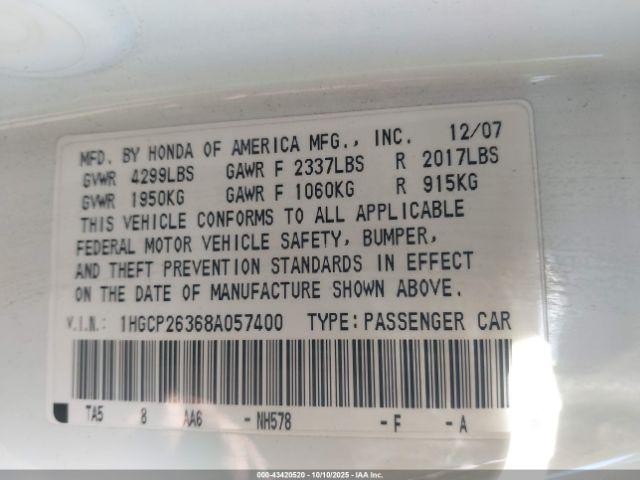 MFD. BY HONDA OF AMERICA MFG., INC. 12/07
GVWR 4299LBS GAWR F 2337LBS R 2017LBS
GVWR 1950KG GAWR F 1060KG R 915KG
THIS VEHICLE CONFORMS TO ALL APPLICABLE
FEDERAL MOTOR VEHICLE SAFETY, BUMPER,
AND THEFT PREVENTION STANDARDS IN EFFECT
ON THE DATE OF MANUFACTURE SHOWN ABOVE.
V.I.N.: 1HGCP26368A057400 TYPE:PASSENGER CAR
TA5 8 AA6 -NH578 -F -A
000-43420520 - 10/10/2025 - IAAI.com